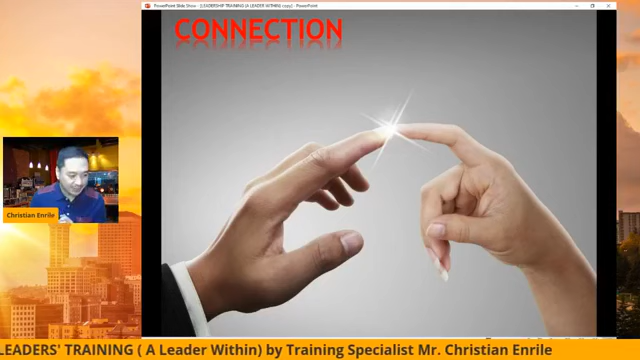 PowerPoint Slide Show - [LEADERSHIP TRAINING (A LEADER WITHIN) copy] - PowerPoint
CONNECTION
Christian Enrile
LEADERS' TRAINING ( A Leader Within) by Training Specialist Mr. Christian Enrile